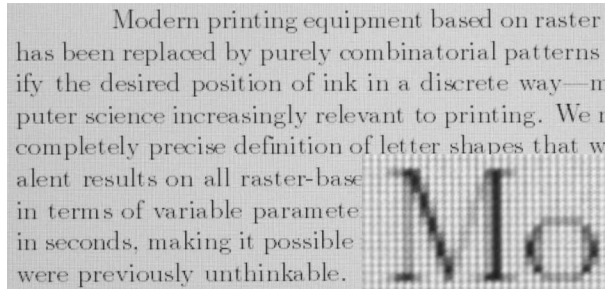 Modern printing equipment based on raster
has been replaced by purely combinatorial patterns
ify the desired position of ink in a discrete way—m
puter science increasingly relevant to printing. We
completely precise definition of letter shapes that w
alent results on all raster-base
in terms of variable paramete
in seconds, making it possible
were previously unthinkable.
Mo